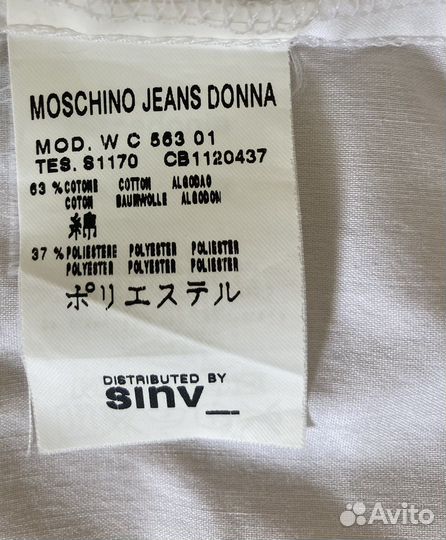 MOSCHINO JEANS DONNA
MOD. W C 563 01
TES. S1170 CB1120437
63 % COTONE COTTON ALGODAO
COTON BAUMWOLLE ALGODON
綿
37 % POLIESTERE POLYESTER POLIESTER
POLYESTER POLYESTER POLIESTER
ポリエステル
DISTRIBUTED BY
sinv_
Avito